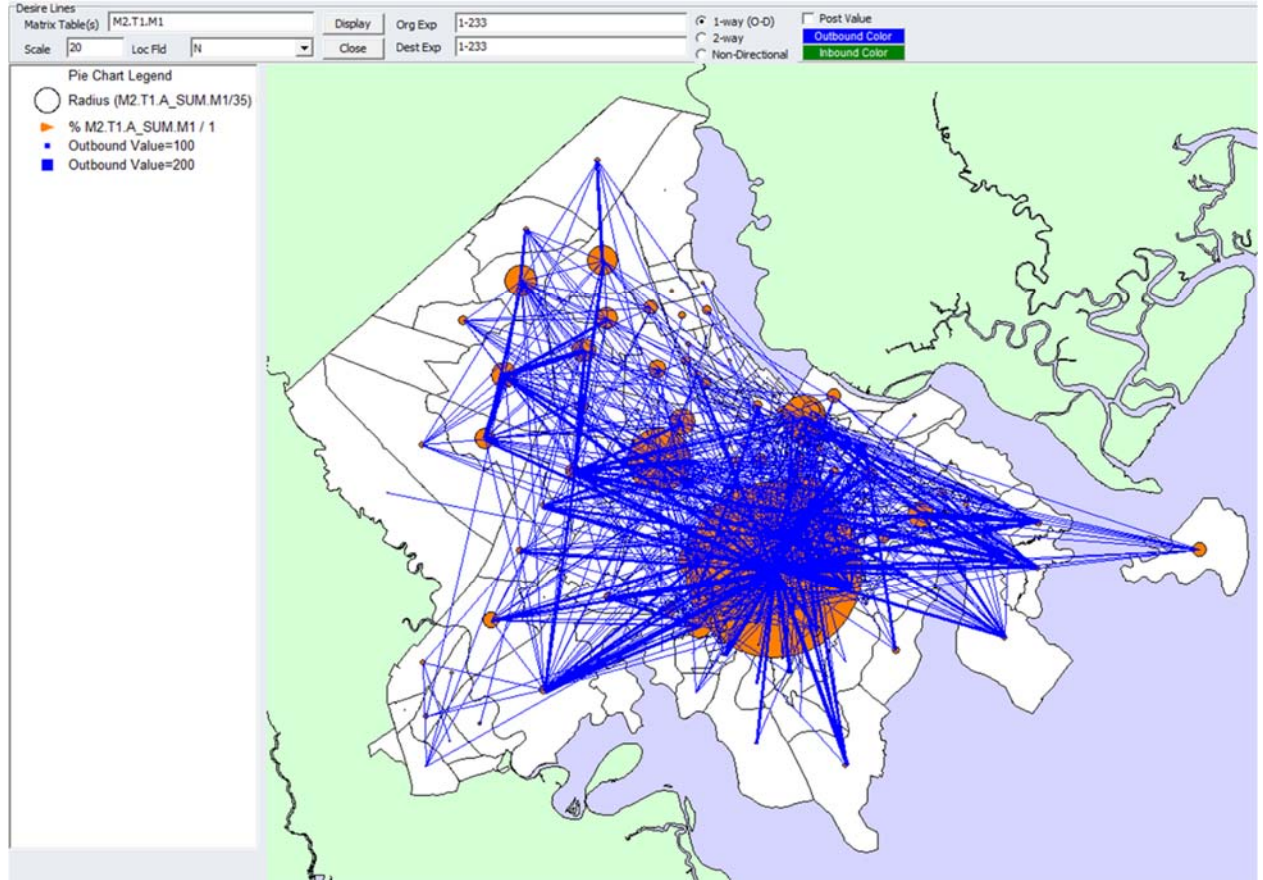 Desire Lines
Matrix Table(s) M2.T1.M1 Display Org Exp 1-233 1-way (O-D) Post Value
2-way Outbound Color
Scale 20 Loc Fld N Close Dest Exp 1-233 Non-Directional Inbound Color
Pie Chart Legend
Radius (M2.T1.A_SUM.M1/35)
% M2.T1.A_SUM.M1 / 1
Outbound Value=100
Outbound Value=200